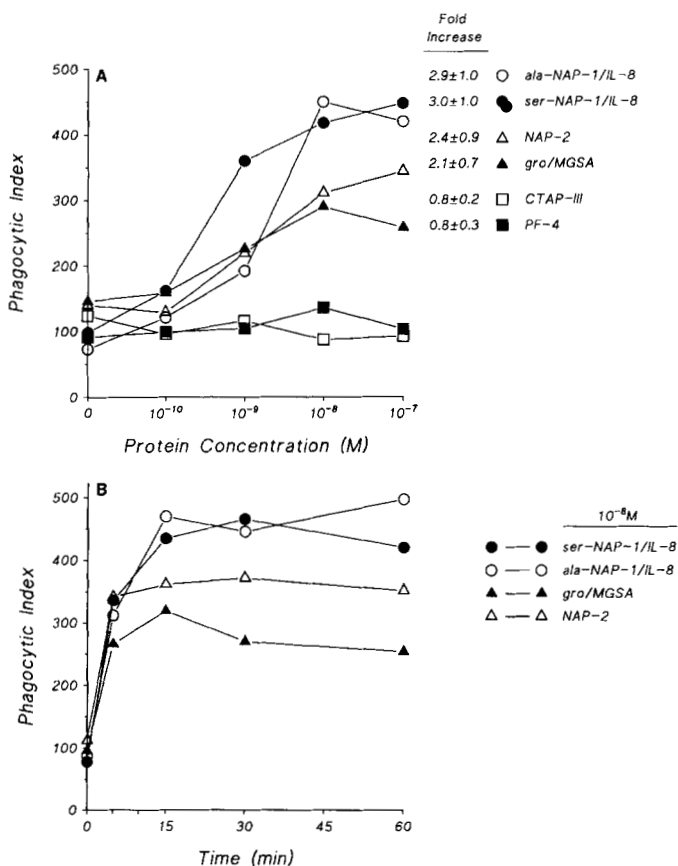 Fold
Increase
A
2.9±1.0 ala-NAP-1/IL-8
3.0±1.0 ser-NAP-1/IL-8
2.4±0.9 NAP-2
2.1±0.7 gro/MGSA
0.8±0.2 CTAP-III
0.8±0.3 PF-4
500
400
300
200
100
0
Phagocytic Index
0 10⁻¹⁰ 10⁻⁹ 10⁻⁸ 10⁻⁷
Protein Concentration (M)
B
10⁻⁸M
ser-NAP-1/IL-8
ala-NAP-1/IL-8
gro/MGSA
NAP-2
500
400
300
200
100
0
Phagocytic Index
0 15 30 45 60
Time (min)